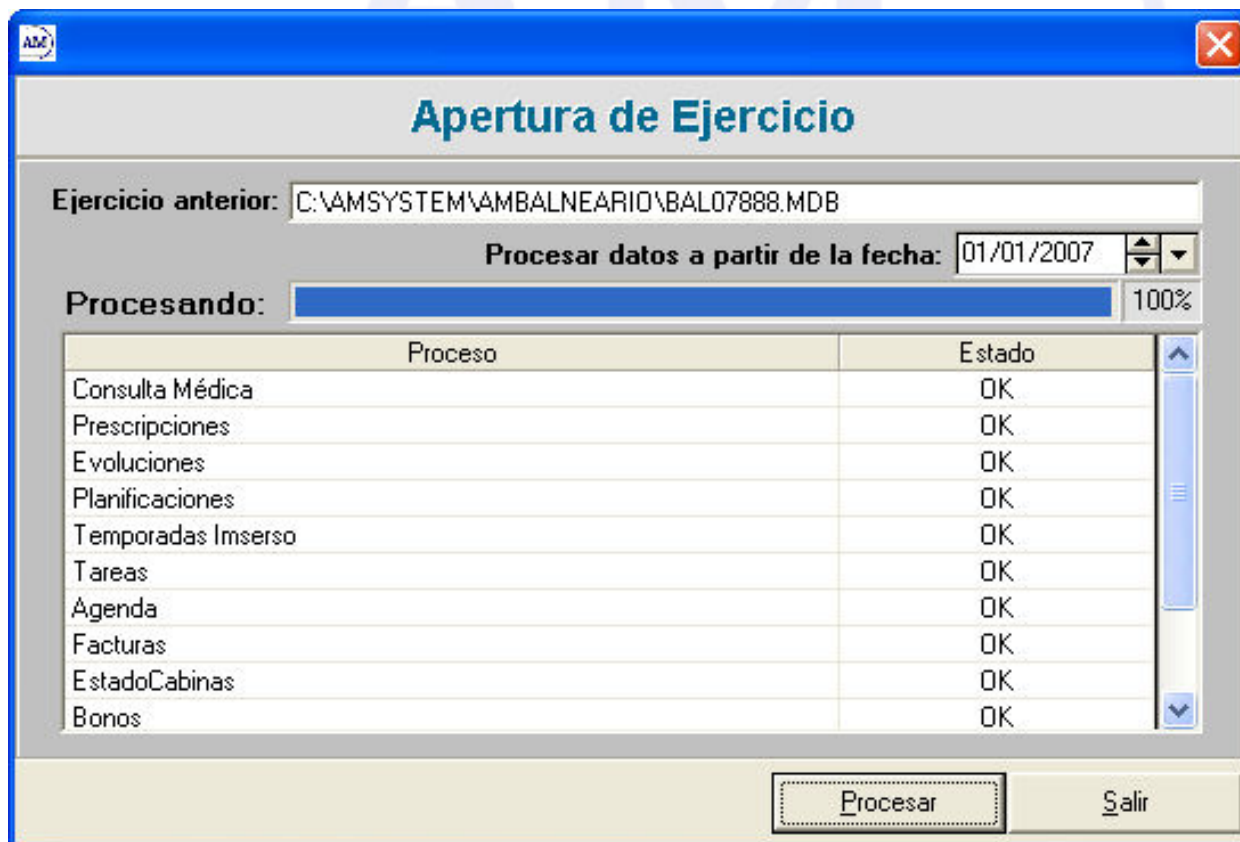 AM
Apertura de Ejercicio
Ejercicio anterior: C:\AMSYSTEM\AMBALNEARIO\BAL07888.MDB
Procesar datos a partir de la fecha: 01/01/2007
Procesando: 100%
Proceso Estado
Consulta Médica OK
Prescripciones OK
Evoluciones OK
Planificaciones OK
Temporadas Imserso OK
Tareas OK
Agenda OK
Facturas OK
EstadoCabinas OK
Bonos OK
Procesar Salir